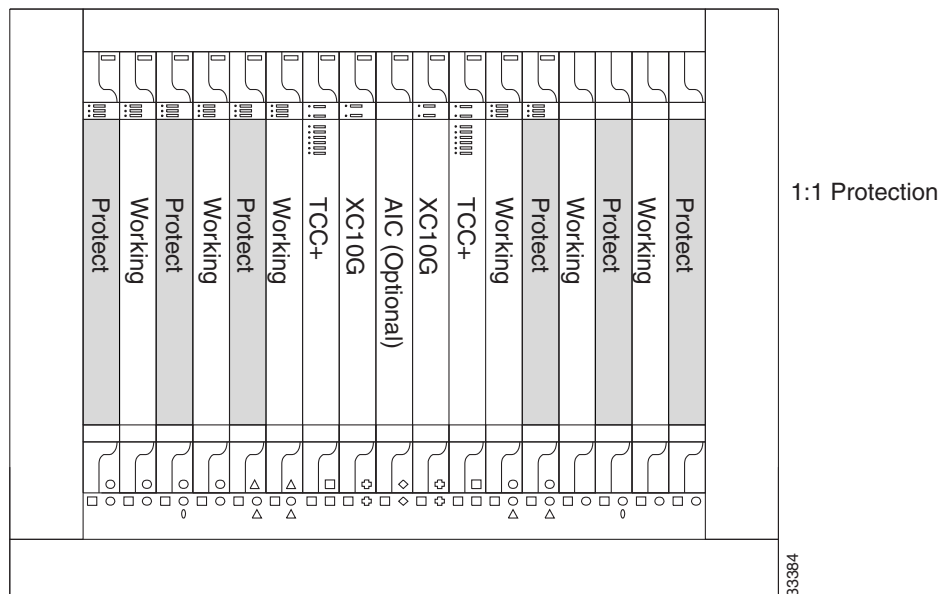 Protect
Working
Protect
Working
Protect
Working
TCC+
XC10G
AIC (Optional)
XC10G
TCC+
Working
Protect
Working
Protect
Working
Protect
1:1 Protection
33384